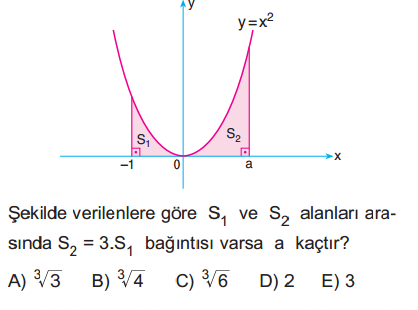 y
y=x²
S₁
S₂
-1
0
a
x
Şekilde verilenlere göre S₁ ve S₂ alanları ara-
sında S₂ = 3.S₁ bağıntısı varsa a kaçtır?
A) ∛3 B) ∛4 C) ∛6 D) 2 E) 3